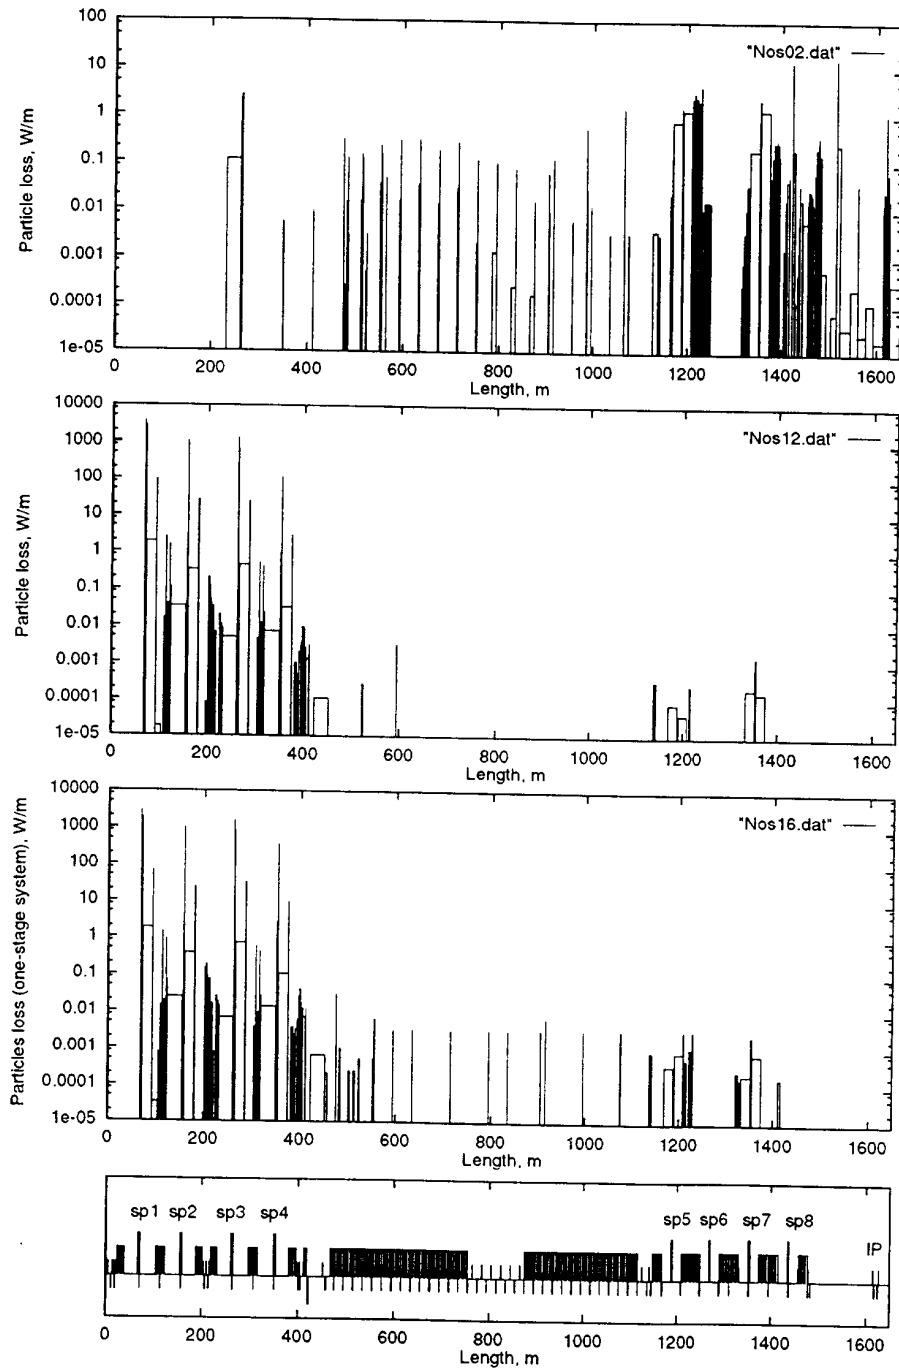 100
"Nos02.dat"
10
1
0.1
0.01
0.001
0.0001
1e-05
Particle loss, W/m
0 200 400 600 800 1000 1200 1400 1600
Length, m
10000
"Nos12.dat"
1000
100
10
1
0.1
0.01
0.001
0.0001
1e-05
Particle loss, W/m
0 200 400 600 800 1000 1200 1400 1600
Length, m
10000
"Nos16.dat"
1000
100
10
1
0.1
0.01
0.001
0.0001
1e-05
Particles loss (one-stage system), W/m
0 200 400 600 800 1000 1200 1400 1600
Length, m
sp1 sp2 sp3 sp4 sp5 sp6 sp7 sp8
IP
0 200 400 600 800 1000 1200 1400 1600
Length, m